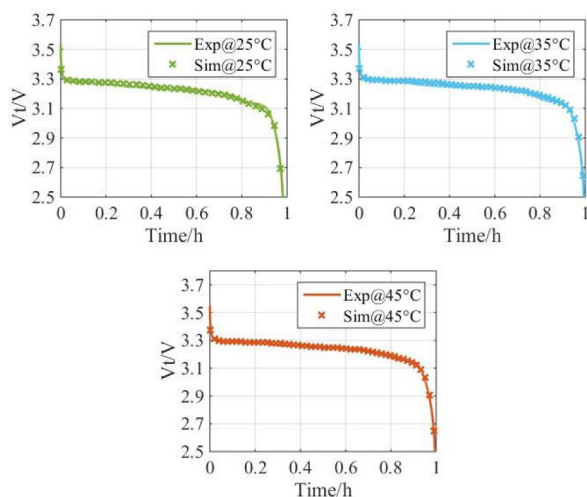 3.7
3.5
3.3
3.1
2.9
2.7
2.5
Vt/V
Exp@25°C
Sim@25°C
0 0.2 0.4 0.6 0.8 1
Time/h
3.7
3.5
3.3
3.1
2.9
2.7
2.5
Vt/V
Exp@35°C
Sim@35°C
0 0.2 0.4 0.6 0.8 1
Time/h
3.7
3.5
3.3
3.1
2.9
2.7
2.5
Vt/V
Exp@45°C
Sim@45°C
0 0.2 0.4 0.6 0.8 1
Time/h